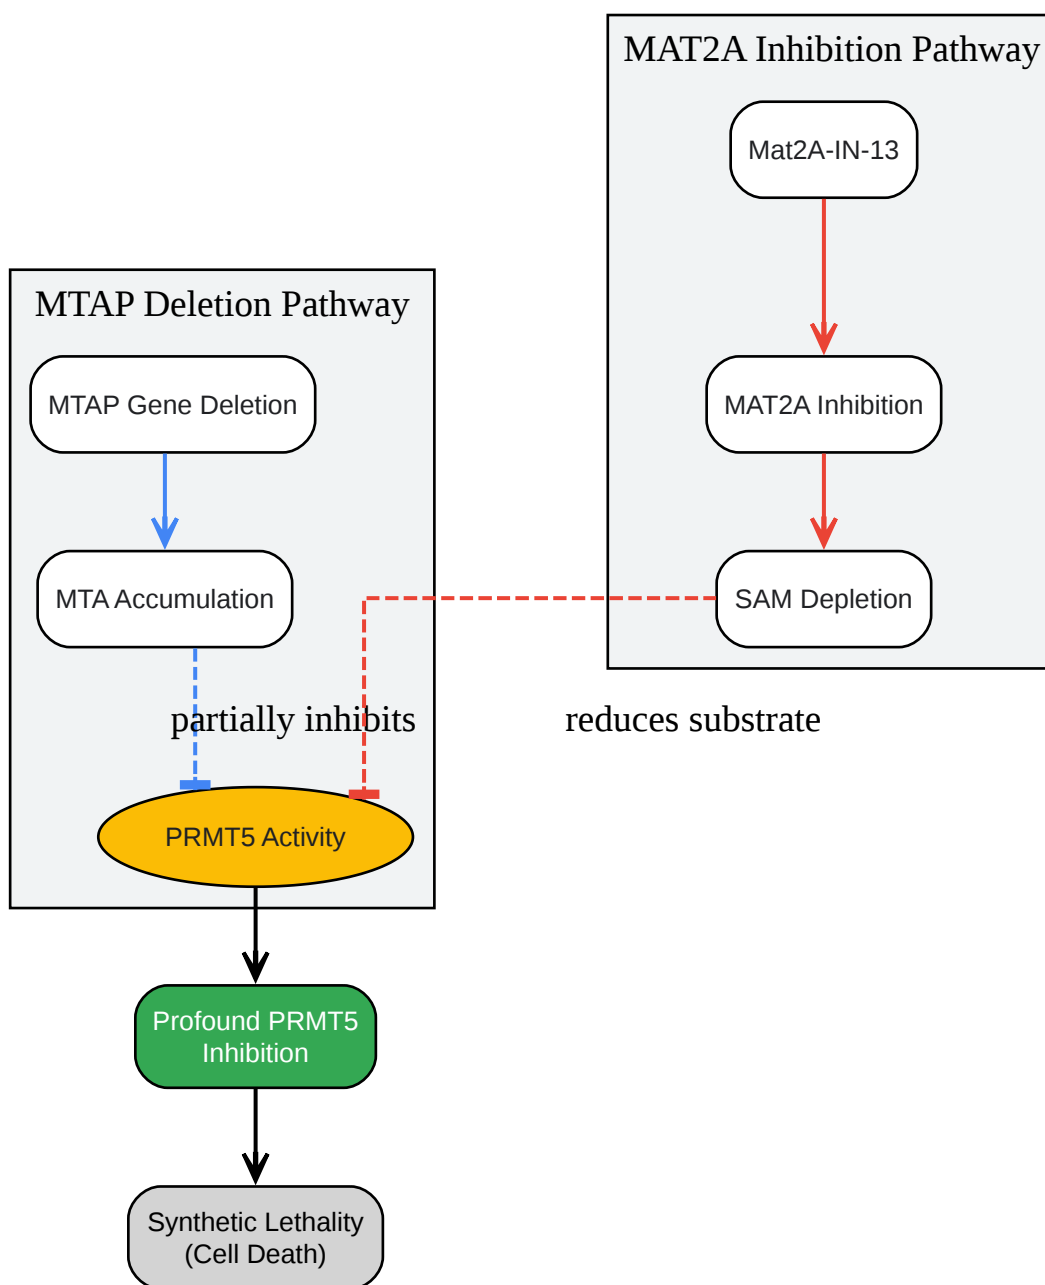 MAT2A Inhibition Pathway
Mat2A-IN-13
MTAP Deletion Pathway
MTAP Gene Deletion
MAT2A Inhibition
MTA Accumulation
SAM Depletion
partially inhibits
reduces substrate
PRMT5 Activity
Profound PRMT5
Inhibition
Synthetic Lethality
(Cell Death)